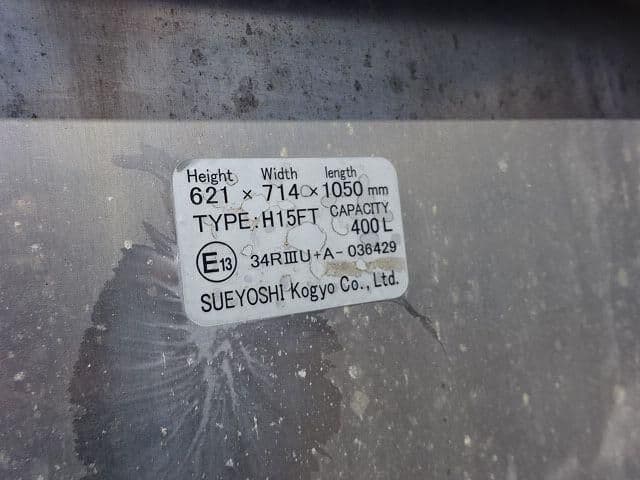 Height Width length
621 × 714 × 1050 mm
TYPE: H15FT CAPACITY 400L
E13 34RⅢU+A-036429
SUEYOSHI Kogyo Co., Ltd.